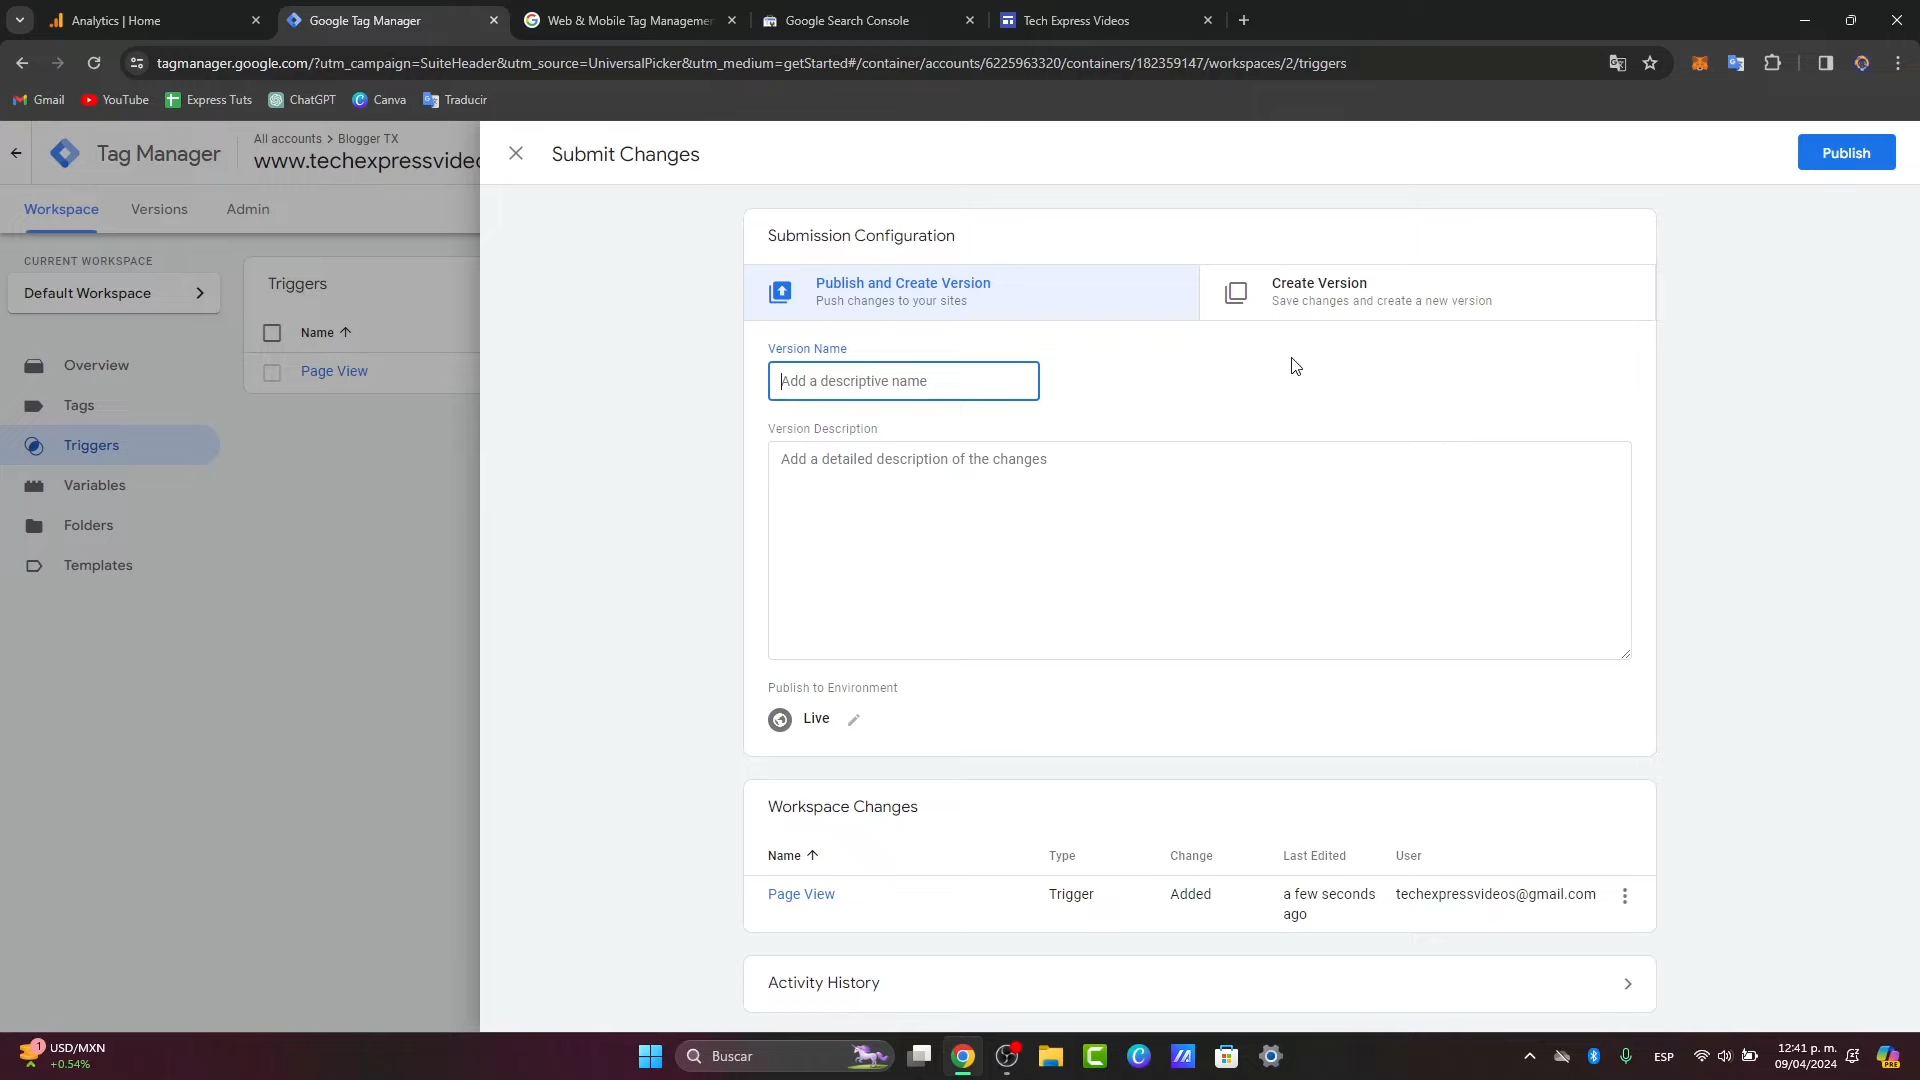 Analytics | Home
Google Tag Manager
Web & Mobile Tag Managemen
Google Search Console
Tech Express Videos
tagmanager.google.com/?utm_campaign=SuiteHeader&utm_source=UniversalPicker&utm_medium=getStarted#/container/accounts/6225963320/containers/182359147/workspaces/2/triggers
Gmail
YouTube
Express Tuts
ChatGPT
Canva
Traducir
Tag Manager
All accounts > Blogger TX
www.techexpressvideo
Submit Changes
Publish
Workspace
Versions
Admin
CURRENT WORKSPACE
Default Workspace
Overview
Tags
Triggers
Variables
Folders
Templates
Triggers
Name
Page View
Submission Configuration
Publish and Create Version
Push changes to your sites
Create Version
Save changes and create a new version
Version Name
Add a descriptive name
Version Description
Add a detailed description of the changes
Publish to Environment
Live
Workspace Changes
Name
Type
Change
Last Edited
User
Page View
Trigger
Added
a few seconds
ago
techexpressvideos@gmail.com
Activity History
1
USD/MXN
+0.54%
Buscar
ESP
12:41 p. m.
09/04/2024
PRE